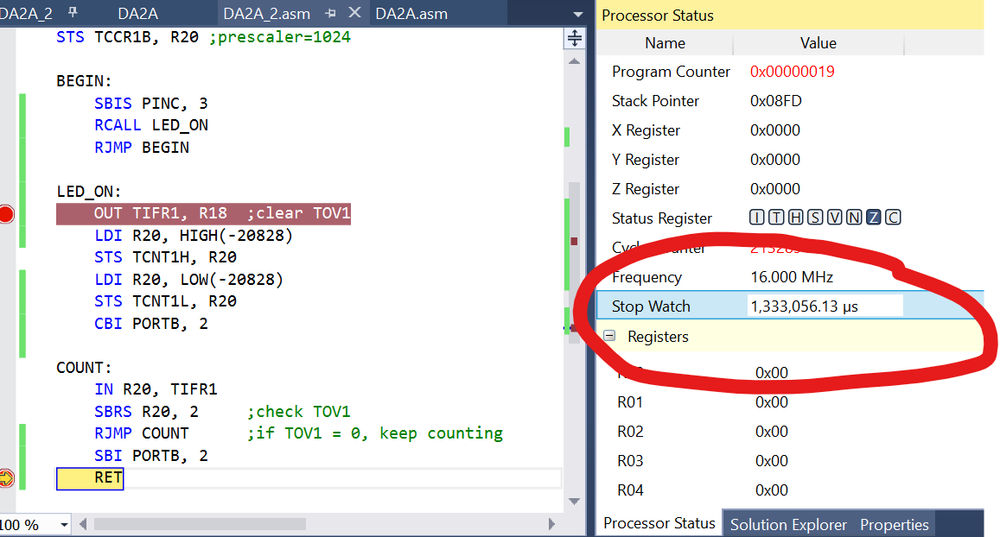 DA2A_2 DA2A DA2A_2.asm DA2A.asm
STS TCCR1B, R20 ;prescaler=1024
BEGIN:
SBIS PINC, 3
RCALL LED_ON
RJMP BEGIN
LED_ON:
OUT TIFR1, R18 ;clear TOV1
LDI R20, HIGH(-20828)
STS TCNT1H, R20
LDI R20, LOW(-20828)
STS TCNT1L, R20
CBI PORTB, 2
COUNT:
IN R20, TIFR1
SBRS R20, 2 ;check TOV1
RJMP COUNT ;if TOV1 = 0, keep counting
SBI PORTB, 2
RET
100 %
Processor Status
Name Value
Program Counter 0x00000019
Stack Pointer 0x08FD
X Register 0x0000
Y Register 0x0000
Z Register 0x0000
Status Register I T H S V N Z C
Frequency 16.000 MHz
Stop Watch 1,333,056.13 µs
Registers
0x00
R01 0x00
R02 0x00
R03 0x00
R04 0x00
Processor Status Solution Explorer Properties